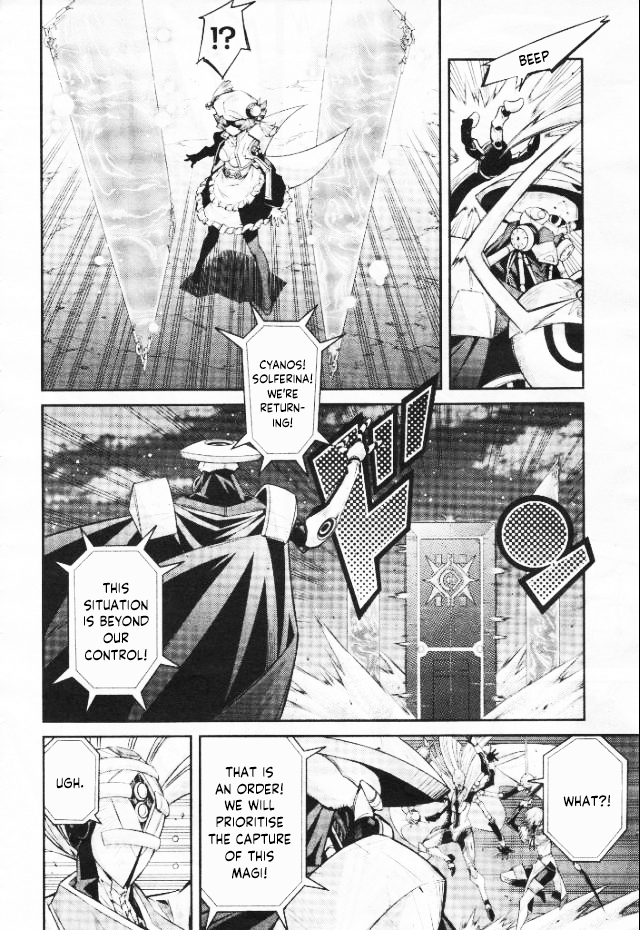 BEEP
!?
CYANOS!
SOLFERINA!
WE'RE
RETURN-
ING!
THIS
SITUATION
IS BEYOND
OUR
CONTROL!
WHAT?!
THAT IS
AN ORDER!
WE WILL
PRIORITISE
THE CAPTURE
OF THIS
MAGI!
UGH.